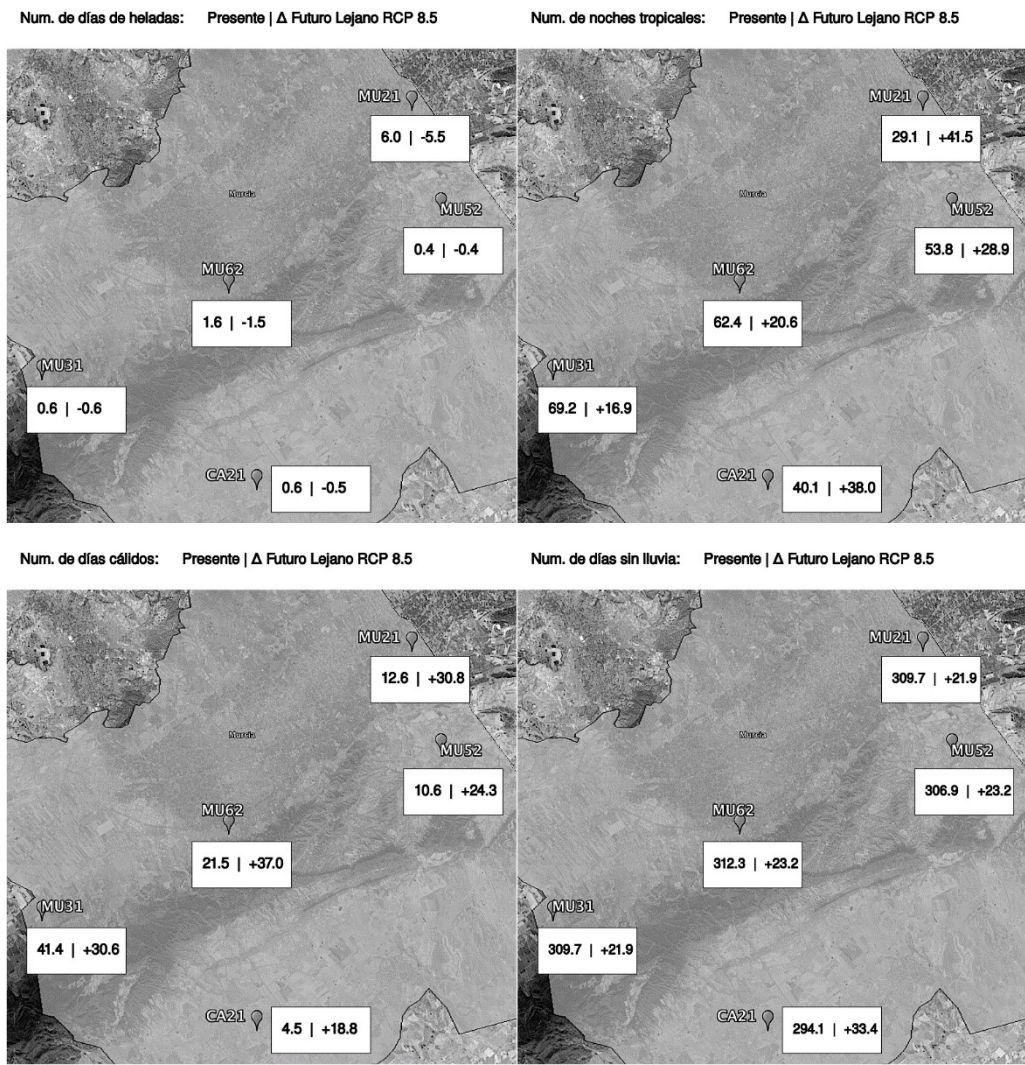 Num. de días de heladas: Presente | Δ Futuro Lejano RCP 8.5
MU21
6.0 | -5.5
Murcia
MU52
0.4 | -0.4
MU62
1.6 | -1.5
MU31
0.6 | -0.6
CA21
0.6 | -0.5
Num. de noches tropicales: Presente | Δ Futuro Lejano RCP 8.5
MU21
29.1 | +41.5
Murcia
MU52
53.8 | +28.9
MU62
62.4 | +20.6
MU31
69.2 | +16.9
CA21
40.1 | +38.0
Num. de días cálidos: Presente | Δ Futuro Lejano RCP 8.5
MU21
12.6 | +30.8
Murcia
MU52
10.6 | +24.3
MU62
21.5 | +37.0
MU31
41.4 | +30.6
CA21
4.5 | +18.8
Num. de días sin lluvia: Presente | Δ Futuro Lejano RCP 8.5
MU21
309.7 | +21.9
Murcia
MU52
306.9 | +23.2
MU62
312.3 | +23.2
MU31
309.7 | +21.9
CA21
294.1 | +33.4